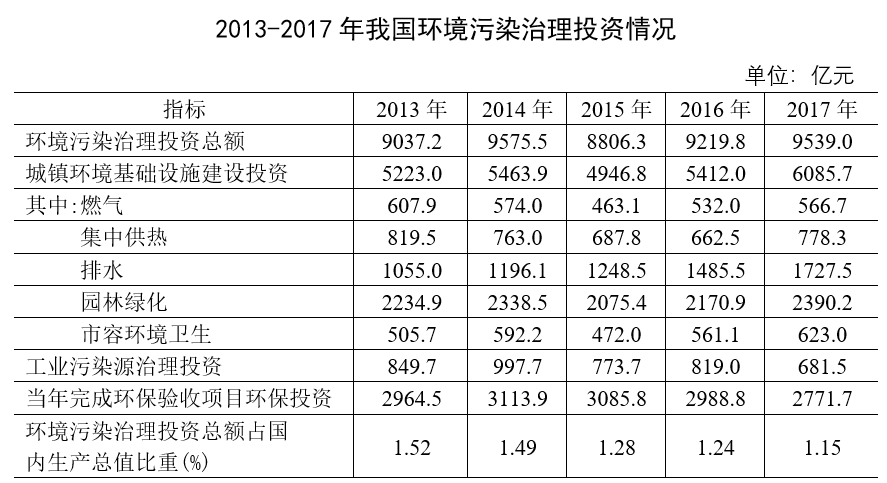 2013-2017 年我国环境污染治理投资情况
单位: 亿元
指标 2013 年 2014 年 2015 年 2016 年 2017 年
环境污染治理投资总额 9037.2 9575.5 8806.3 9219.8 9539.0
城镇环境基础设施建设投资 5223.0 5463.9 4946.8 5412.0 6085.7
其中:燃气 607.9 574.0 463.1 532.0 566.7
集中供热 819.5 763.0 687.8 662.5 778.3
排水 1055.0 1196.1 1248.5 1485.5 1727.5
园林绿化 2234.9 2338.5 2075.4 2170.9 2390.2
市容环境卫生 505.7 592.2 472.0 561.1 623.0
工业污染源治理投资 849.7 997.7 773.7 819.0 681.5
当年完成环保验收项目环保投资 2964.5 3113.9 3085.8 2988.8 2771.7
环境污染治理投资总额占国
内生产总值比重(%) 1.52 1.49 1.28 1.24 1.15